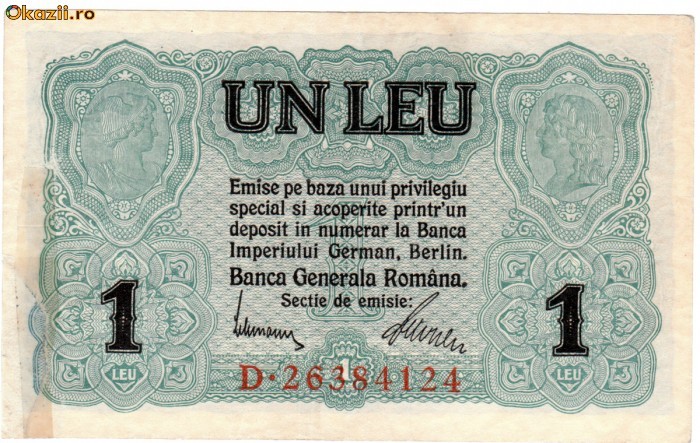 Okazii.ro
UN LEU
Emise pe baza unui privilegiu
special si acoperite printr'un
deposit in numerar la Banca
Imperiului German, Berlin.
Banca Generala Româna.
Sectie de emisie:
1 1
1
LEU LEU
D·26384124